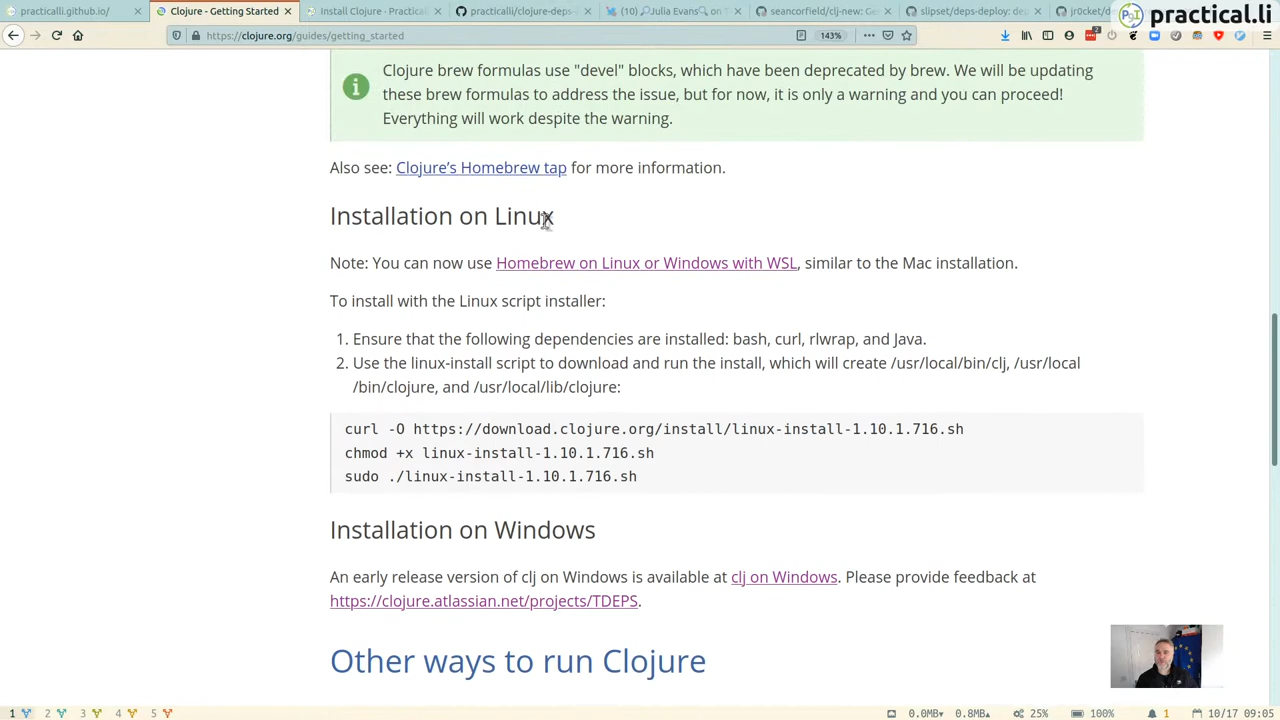 practicalli.github.io/
Clojure - Getting Started
Install Clojure · Practicall
practicalli/clojure-deps-
(10) 🔎Julia Evans🔍 on T
seancorfield/clj-new: Ge
slipset/deps-deploy: dep
jr0cket/d
practical.li
https://clojure.org/guides/getting_started
143%
Clojure brew formulas use "devel" blocks, which have been deprecated by brew. We will be updating
these brew formulas to address the issue, but for now, it is only a warning and you can proceed!
Everything will work despite the warning.
Also see: Clojure's Homebrew tap for more information.
Installation on Linux
Note: You can now use Homebrew on Linux or Windows with WSL, similar to the Mac installation.
To install with the Linux script installer:
1. Ensure that the following dependencies are installed: bash, curl, rlwrap, and Java.
2. Use the linux-install script to download and run the install, which will create /usr/local/bin/clj, /usr/local
/bin/clojure, and /usr/local/lib/clojure:
curl -O https://download.clojure.org/install/linux-install-1.10.1.716.sh
chmod +x linux-install-1.10.1.716.sh
sudo ./linux-install-1.10.1.716.sh
Installation on Windows
An early release version of clj on Windows is available at clj on Windows. Please provide feedback at
https://clojure.atlassian.net/projects/TDEPS.
Other ways to run Clojure
1 2 3 4 5
0.0MB▾ 0.8MB▴ 25% 100% 1 10/17 09:05